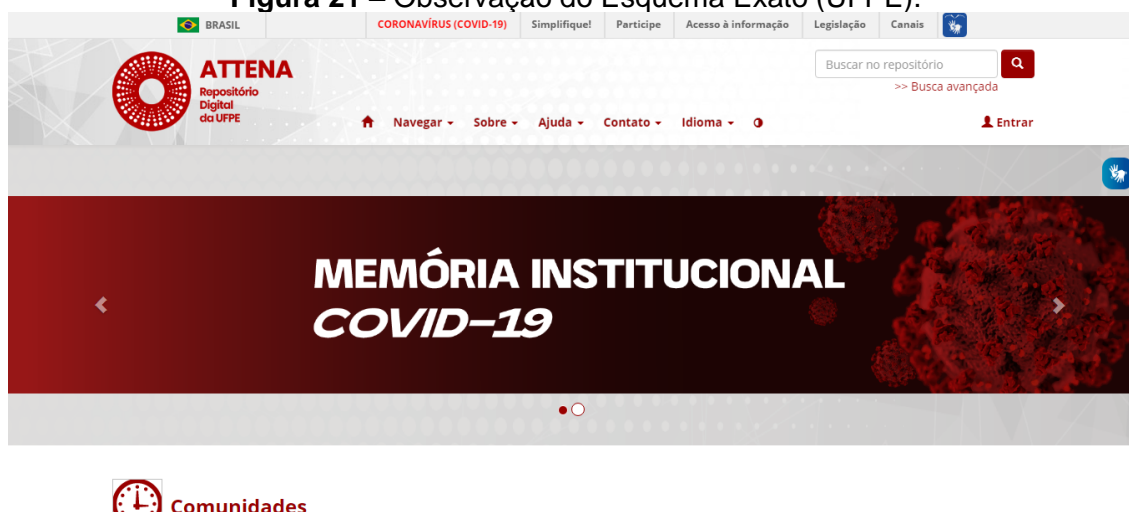 Figura 21 – Observação do Esquema Exato (UFPE).
BRASIL CORONAVÍRUS (COVID-19) Simplifique! Participe Acesso à informação Legislação Canais
ATTENA
Repositório
Digital
da UFPE
Buscar no repositório
>> Busca avançada
Navegar Sobre Ajuda Contato Idioma Entrar
MEMÓRIA INSTITUCIONAL
COVID-19
Comunidades